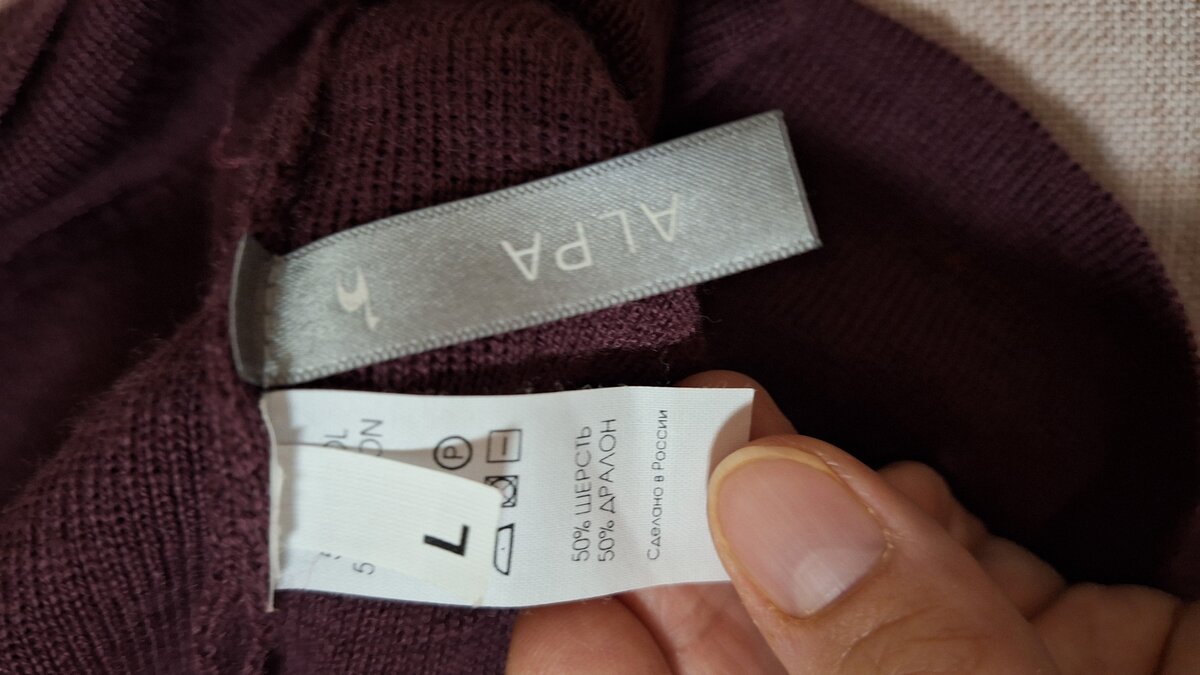 ALPA
L
P
50% ШЕРСТЬ
50% ДРАЛОН
Сделано в России